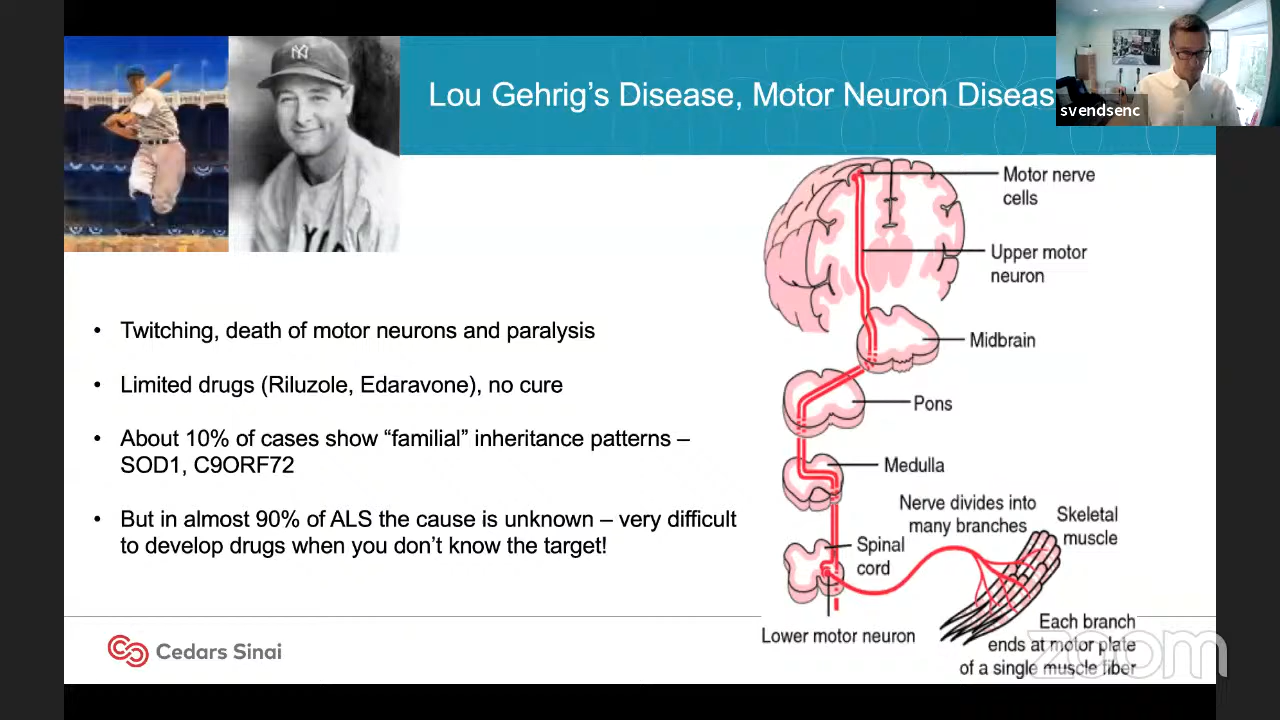 Lou Gehrig's Disease, Motor Neuron Diseas
svendsenc
Twitching, death of motor neurons and paralysis
Limited drugs (Riluzole, Edaravone), no cure
About 10% of cases show “familial” inheritance patterns –
SOD1, C9ORF72
But in almost 90% of ALS the cause is unknown – very difficult
to develop drugs when you don't know the target!
Motor nerve
cells
Upper motor
neuron
Midbrain
Pons
Medulla
Nerve divides into
many branches
Skeletal
muscle
Spinal
cord
Lower motor neuron
Each branch
ends at motor plate
of a single muscle fiber
Cedars Sinai
zoom